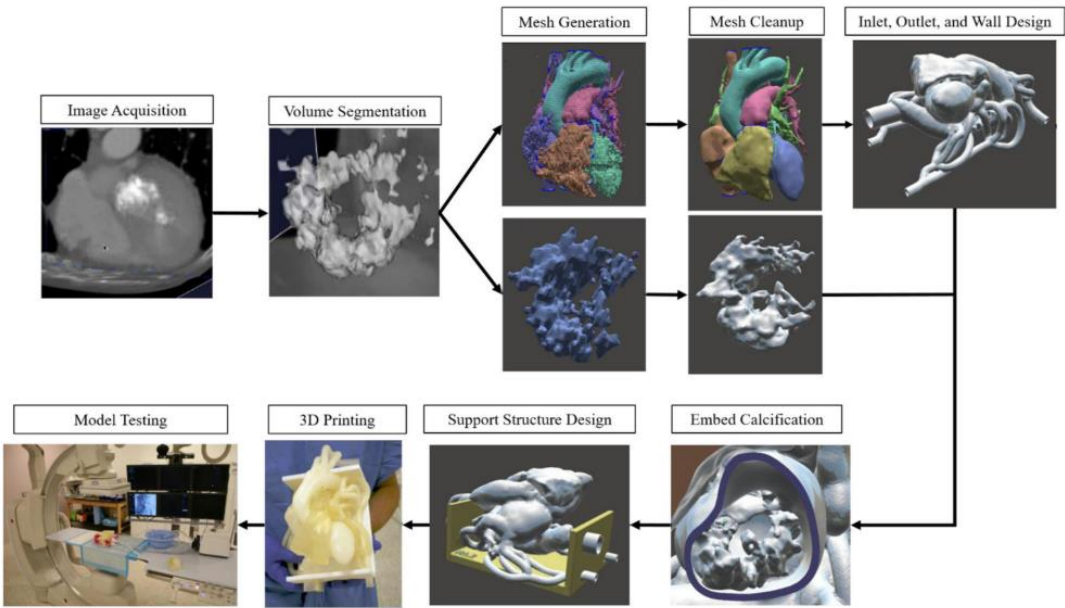 Mesh Generation
Mesh Cleanup
Inlet, Outlet, and Wall Design
Image Acquisition
Volume Segmentation
Model Testing
3D Printing
Support Structure Design
Embed Calcification